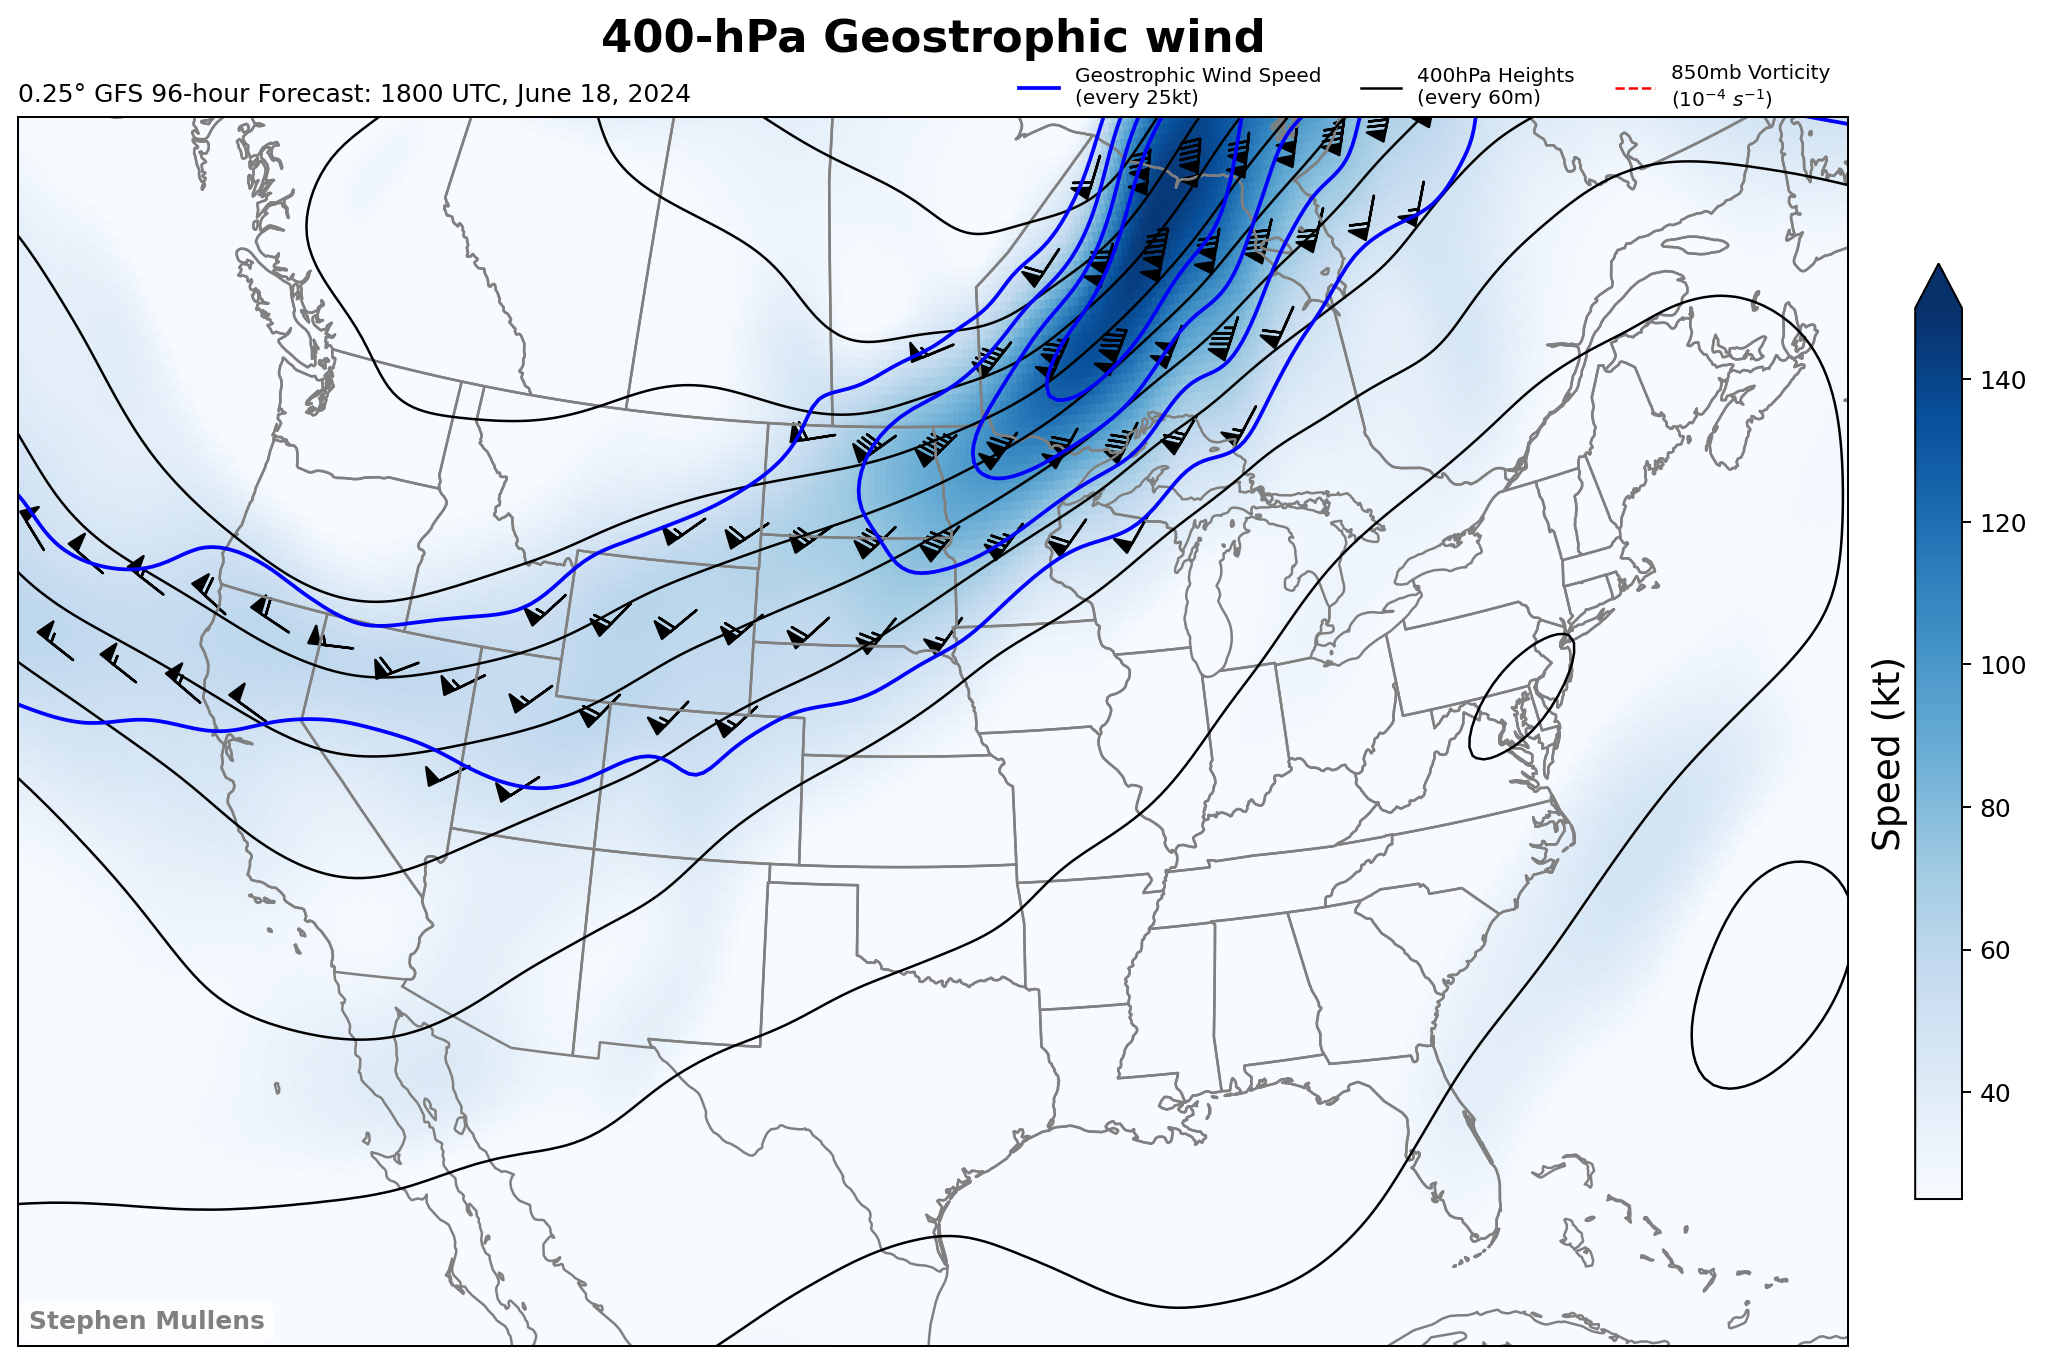 400-hPa Geostrophic wind
0.25° GFS 96-hour Forecast: 1800 UTC, June 18, 2024
Geostrophic Wind Speed
(every 25kt)
400hPa Heights
(every 60m)
850mb Vorticity
(10⁻⁴ s⁻¹)
140
120
100
80
60
40
Speed (kt)
Stephen Mullens